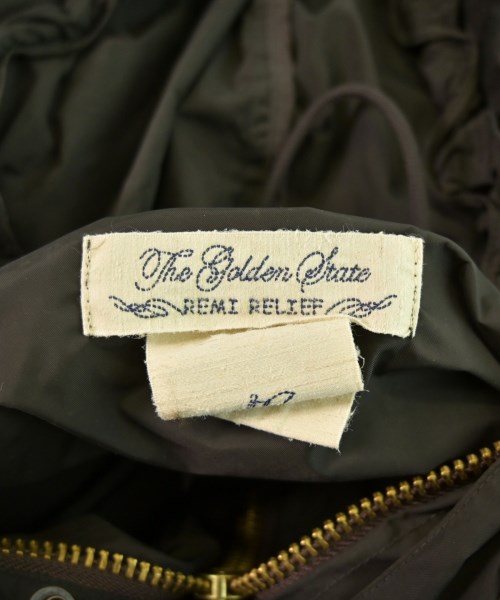 The Golden State
REMI RELIEF